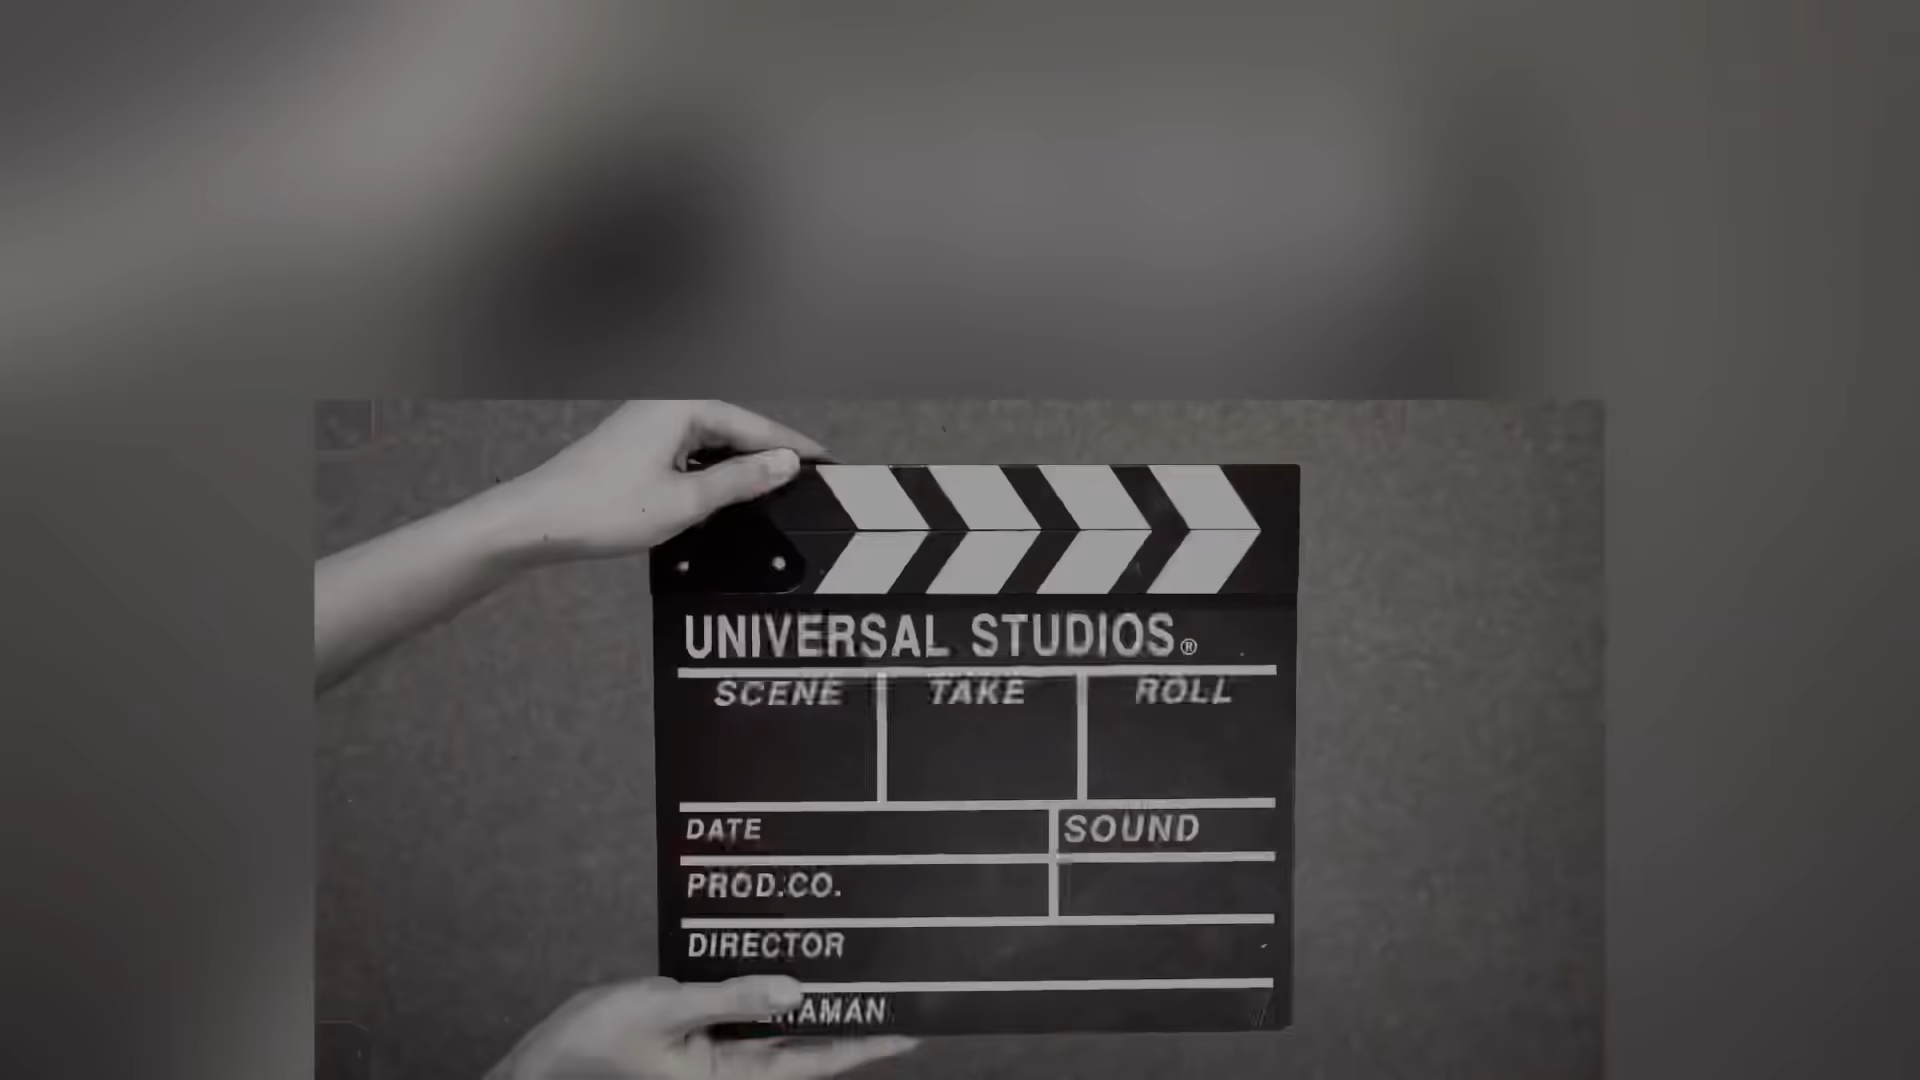 UNIVERSAL STUDIOS®
SCENE TAKE ROLL
DATE SOUND
PROD.CO.
DIRECTOR